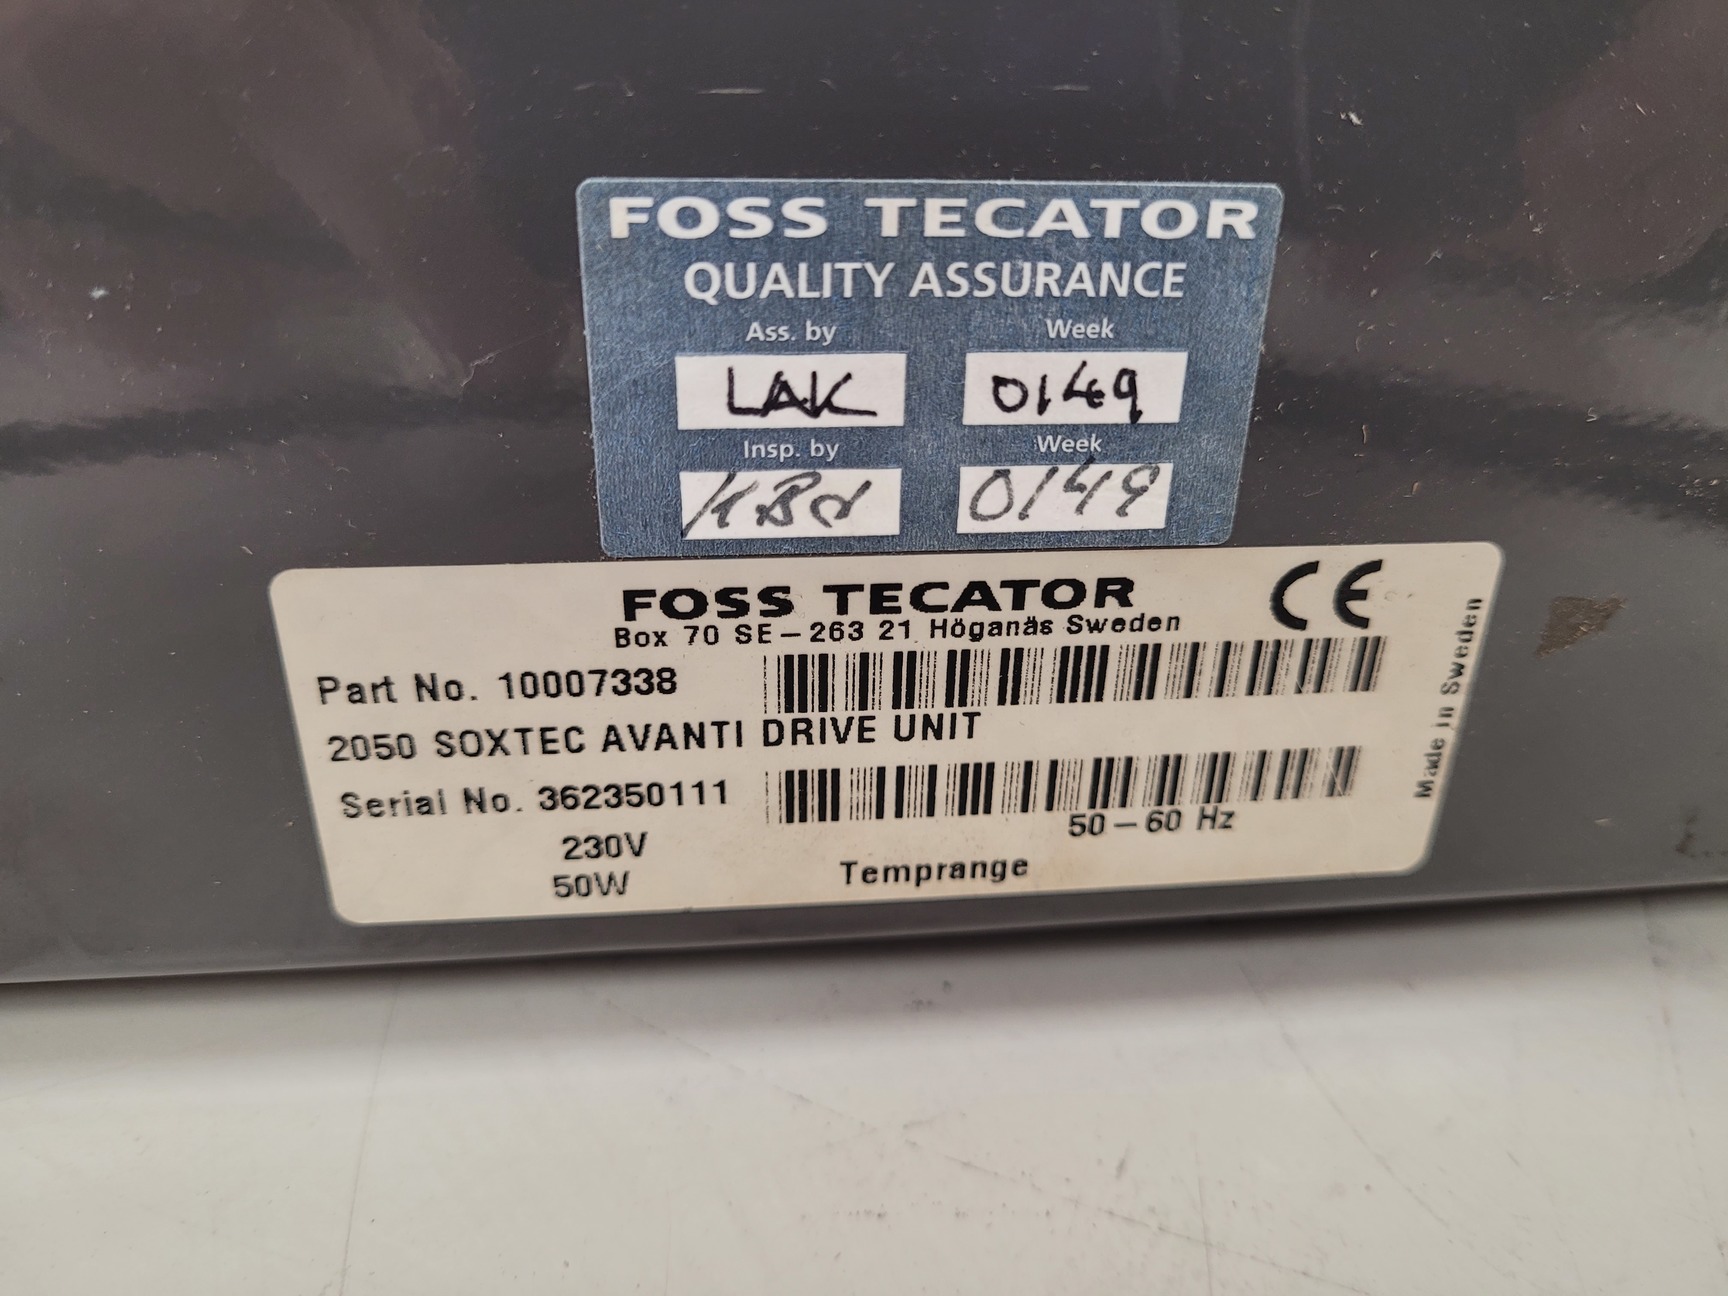 FOSS TECATOR
QUALITY ASSURANCE
Ass. by Week
LAK 0149
Insp. by Week
0149
FOSS TECATOR CE
Box 70 SE-263 21 Höganäs Sweden
Part No. 10007338
2050 SOXTEC AVANTI DRIVE UNIT
Serial No. 362350111
50-60 Hz
230V
50W
Temprange
Made in Sweden